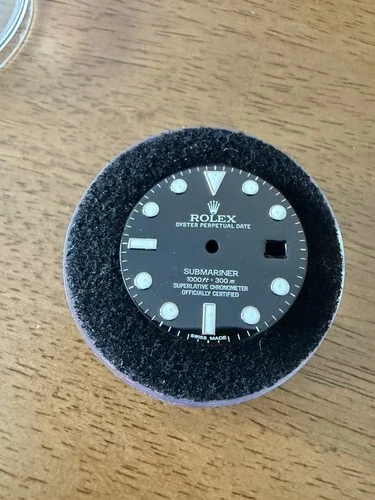 ROLEX
OYSTER PERPETUAL DATE
SUBMARINER
1000ft = 300m
SUPERLATIVE CHRONOMETER
OFFICIALLY CERTIFIED
SWISS MADE